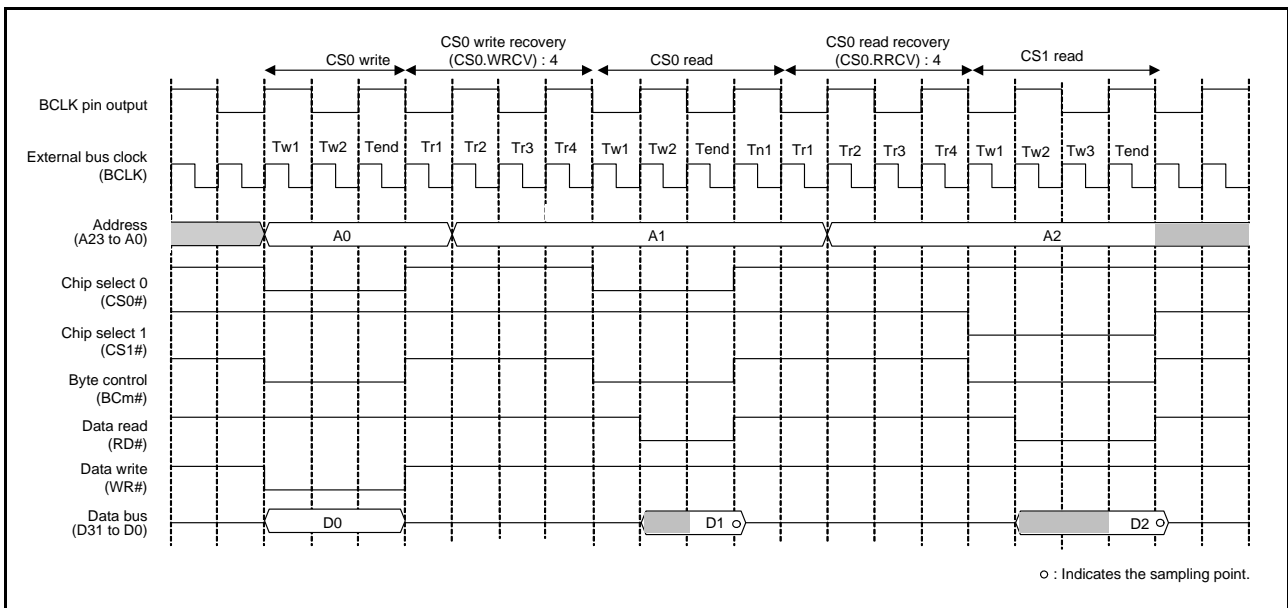 CS0 write
CS0 write recovery
(CS0.WRCV) : 4
CS0 read
CS0 read recovery
(CS0.RRCV) : 4
CS1 read
BCLK pin output
External bus clock
(BCLK)
Tw1 Tw2 Tend Tr1 Tr2 Tr3 Tr4 Tw1 Tw2 Tend Tn1 Tr1 Tr2 Tr3 Tr4 Tw1 Tw2 Tw3 Tend
Address
(A23 to A0)
A0 A1 A2
Chip select 0
(CS0#)
Chip select 1
(CS1#)
Byte control
(BCm#)
Data read
(RD#)
Data write
(WR#)
Data bus
(D31 to D0)
D0 D1 D2
: Indicates the sampling point.